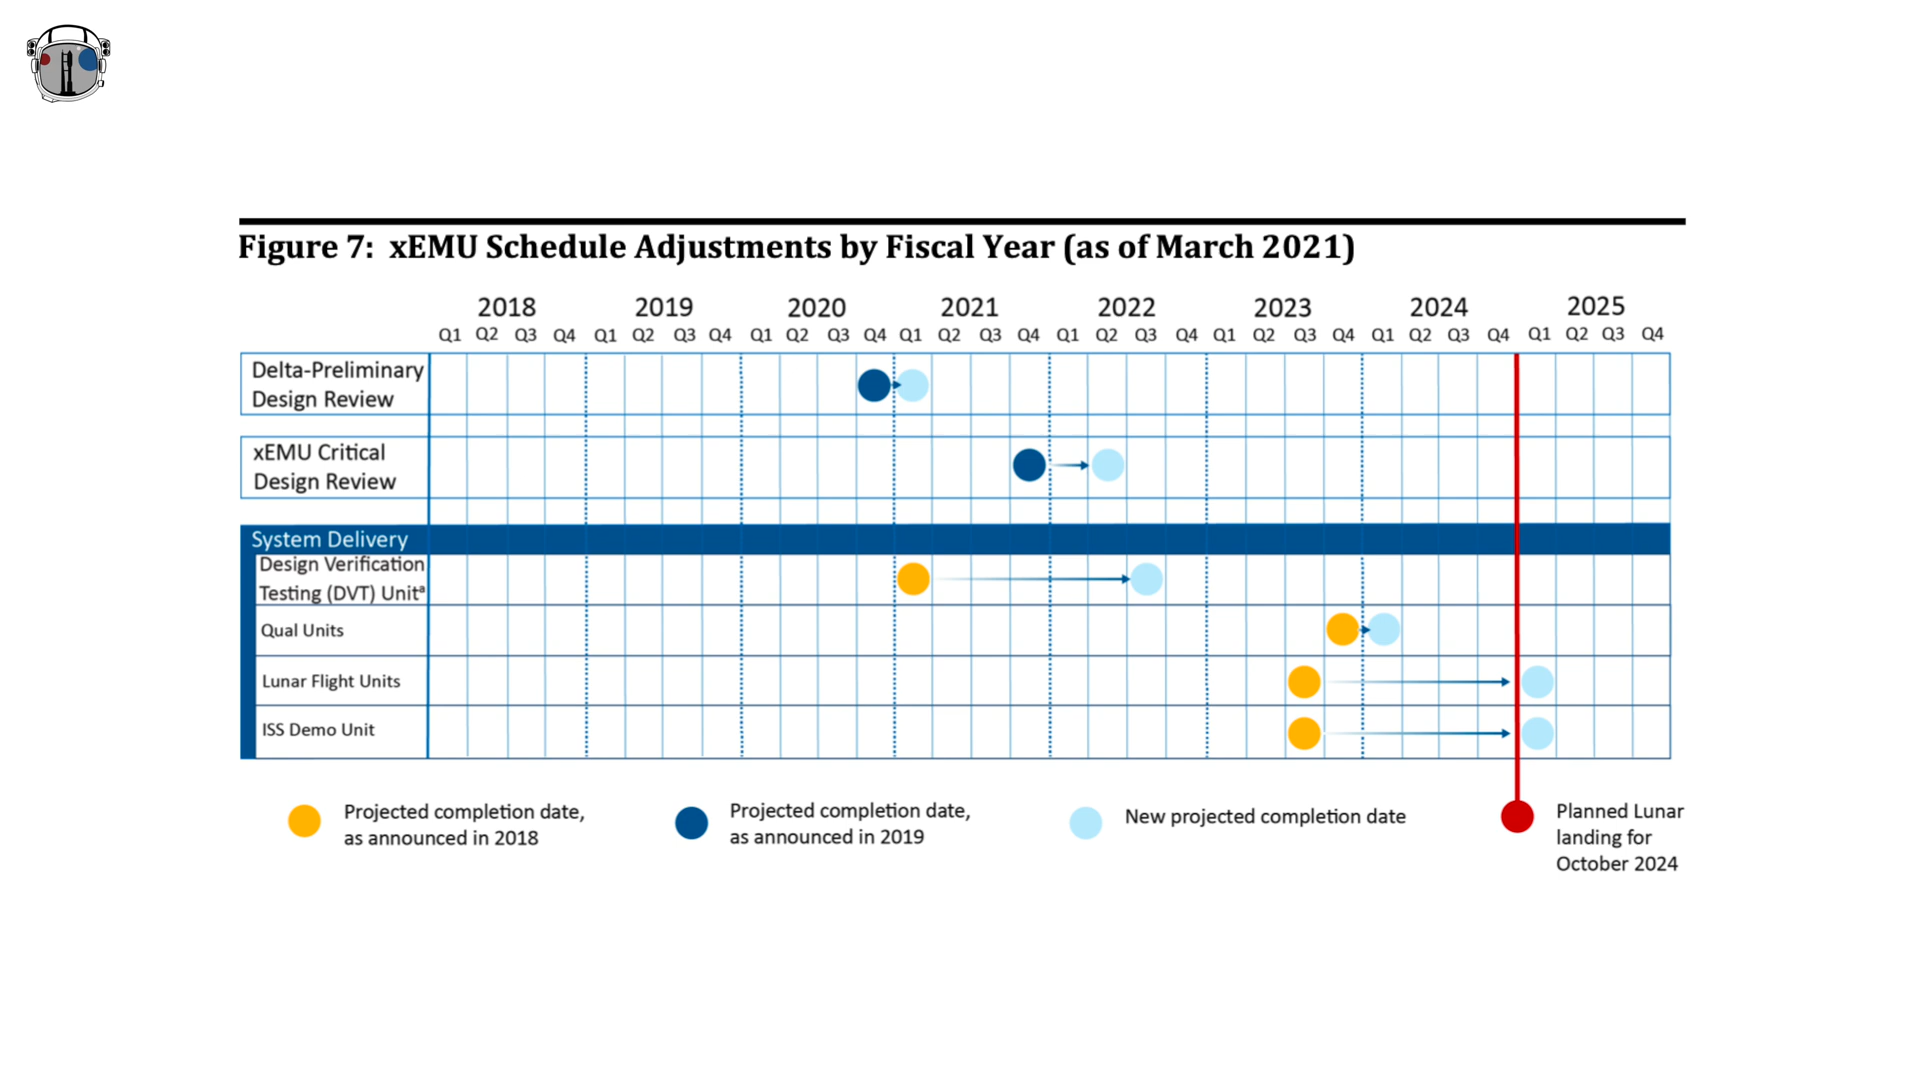 Figure 7: xEMU Schedule Adjustments by Fiscal Year (as of March 2021)
2018 2019 2020 2021 2022 2023 2024 2025
Q1 Q2 Q3 Q4 Q1 Q2 Q3 Q4 Q1 Q2 Q3 Q4 Q1 Q2 Q3 Q4 Q1 Q2 Q3 Q4 Q1 Q2 Q3 Q4 Q1 Q2 Q3 Q4 Q1 Q2 Q3 Q4
Delta-Preliminary
Design Review
xEMU Critical
Design Review
System Delivery
Design Verification
Testing (DVT) Unitª
Qual Units
Lunar Flight Units
ISS Demo Unit
Projected completion date,
as announced in 2018
Projected completion date,
as announced in 2019
New projected completion date
Planned Lunar
landing for
October 2024